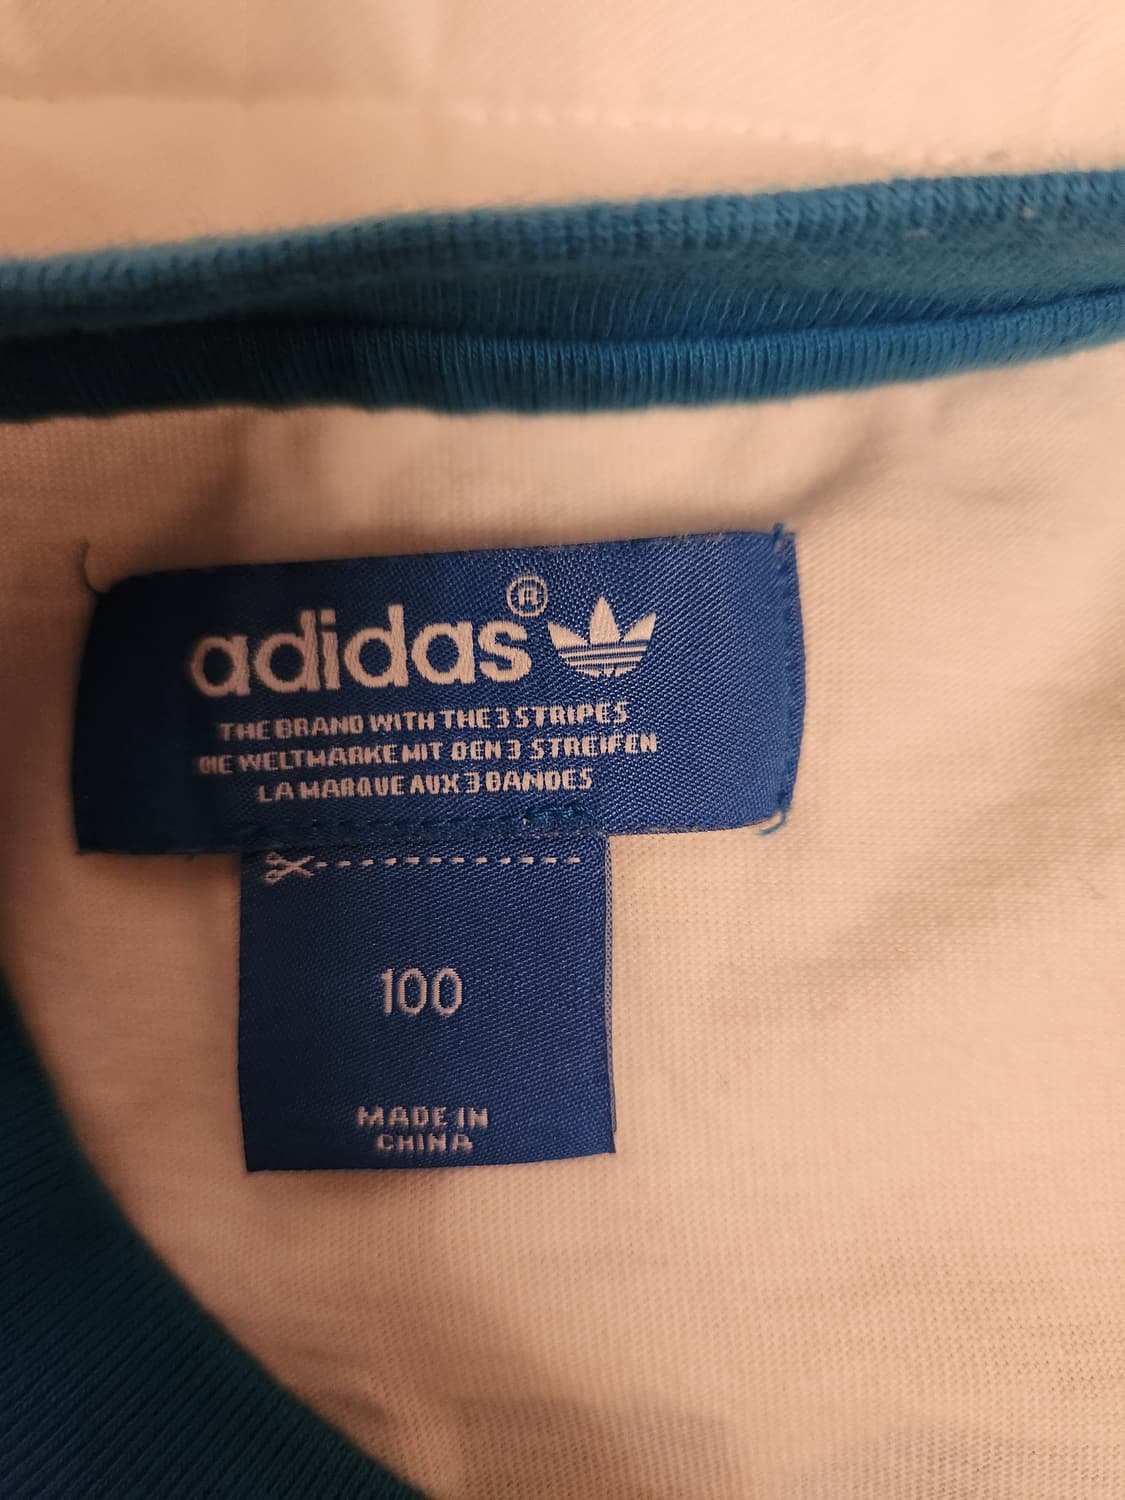 adidas®
THE BRAND WITH THE 3 STRIPES
DIE WELTMARKE MIT DEN 3 STREIFEN
LA MARQUE AUX 3 BANDES
100
MADE IN
CHINA